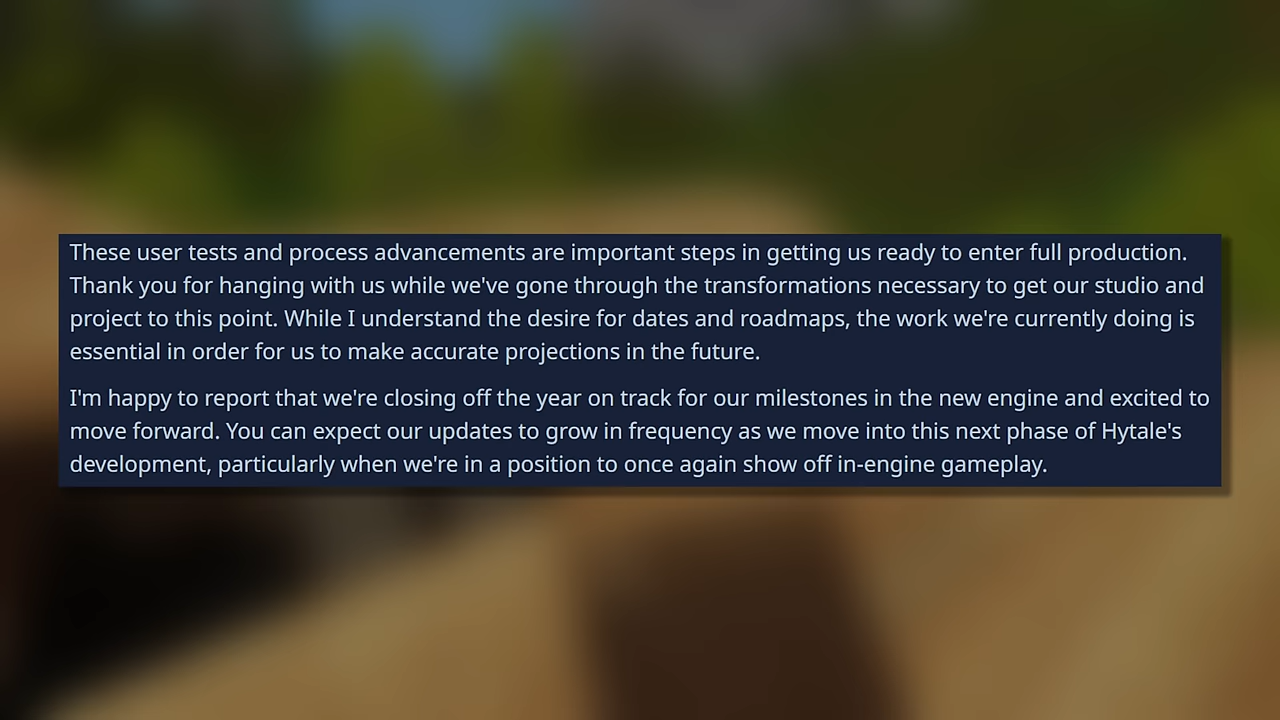 These user tests and process advancements are important steps in getting us ready to enter full production.
Thank you for hanging with us while we've gone through the transformations necessary to get our studio and
project to this point. While I understand the desire for dates and roadmaps, the work we're currently doing is
essential in order for us to make accurate projections in the future.
I'm happy to report that we're closing off the year on track for our milestones in the new engine and excited to
move forward. You can expect our updates to grow in frequency as we move into this next phase of Hytale's
development, particularly when we're in a position to once again show off in-engine gameplay.